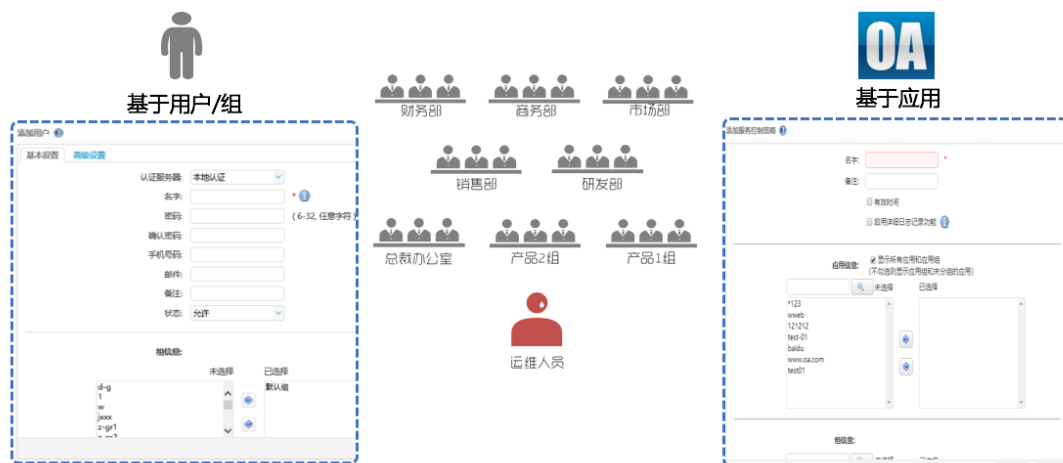 基于用户/组
添加用户
基本设置 高级设置
认证服务器: 本地认证
名字: *
密码: ( 6-32, 任意字符 )
确认密码:
手机号码:
邮件:
备注:
状态: 允许
组信息:
未选择 已选择
d-g
1
w
jxxx
z-gr1
默认组
财务部 商务部 市场部
销售部 研发部
总裁办公室 产品2组 产品1组
运维人员
OA
基于应用
添加服务控制策略
名字: *
备注:
有效时间
启用详细日志记录功能
应用信息: 显示所有应用和应用组
(不勾选则显示应用组和未分组的应用)
未选择 已选择
*123
wweb
121212
test-01
baidu
www.oa.com
test01
组信息: